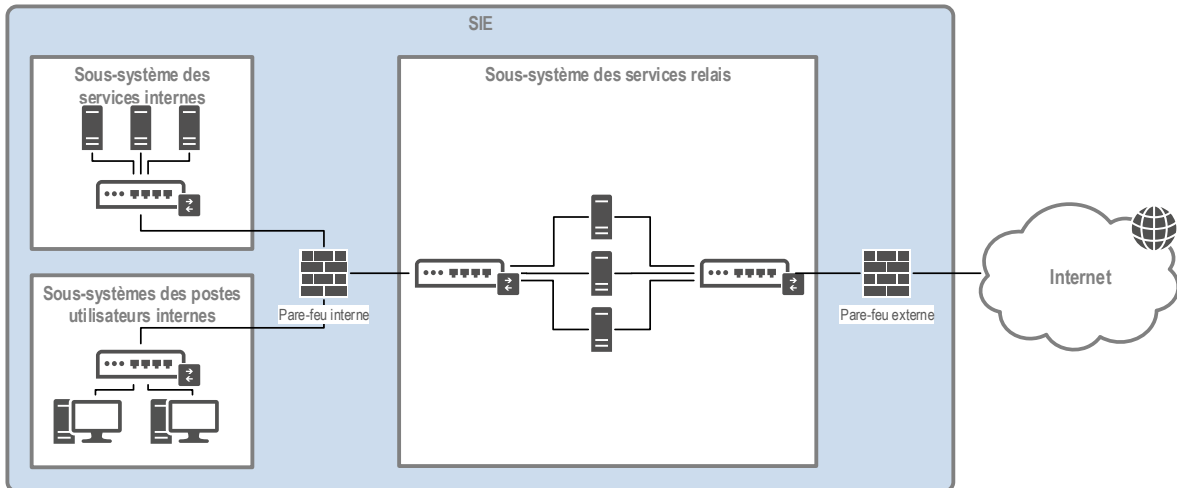 SIE
Sous-système des
services internes
Sous-système des services relais
Sous-systèmes des postes
utilisateurs internes
Pare-feu interne
Pare-feu externe
Internet